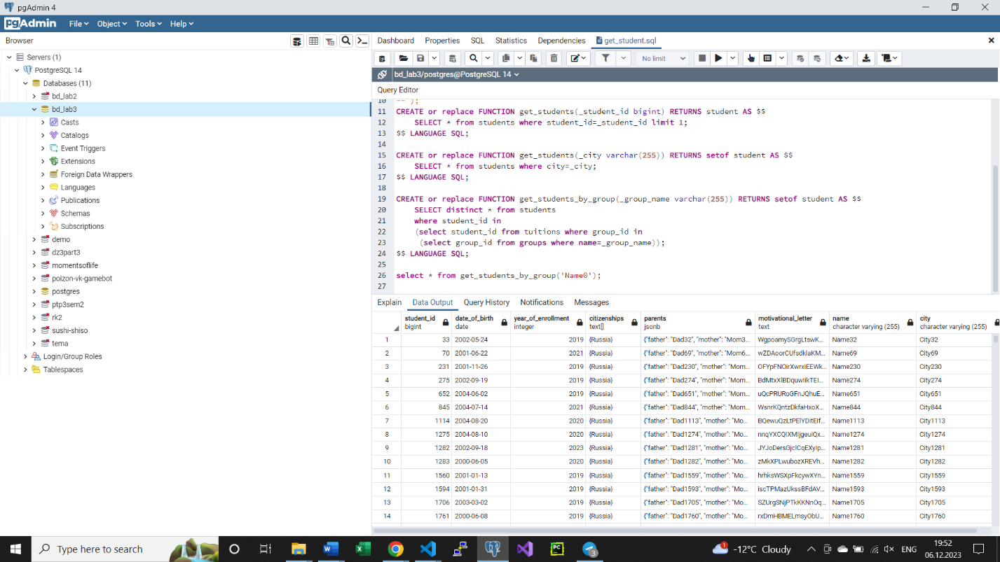 pgAdmin 4
pgAdmin File Object Tools Help
Browser
Dashboard Properties SQL Statistics Dependencies get_student.sql
No limit
bd_lab3/postgres@PostgreSQL 14
Query Editor
Servers (1)
PostgreSQL 14
Databases (11)
bd_lab2
bd_lab3
Casts
Catalogs
Event Triggers
Extensions
Foreign Data Wrappers
Languages
Publications
Schemas
Subscriptions
demo
dz3part3
momentsoflife
poizon-vk-gamebot
postgres
ptp3sem2
rk2
sushi-shiso
tema
Login/Group Roles
Tablespaces
10 -- );
11 CREATE or replace FUNCTION get_students(_student_id bigint) RETURNS student AS $$
12 SELECT * from students where student_id=_student_id limit 1;
13 $$ LANGUAGE SQL;
14
15 CREATE or replace FUNCTION get_students(_city varchar(255)) RETURNS setof student AS $$
16 SELECT * from students where city=_city;
17 $$ LANGUAGE SQL;
18
19 CREATE or replace FUNCTION get_students_by_group(_group_name varchar(255)) RETURNS setof student AS $$
20 SELECT distinct * from students
21 where student_id in
22 (select student_id from tuitions where group_id in
23 (select group_id from groups where name=_group_name));
24 $$ LANGUAGE SQL;
25
26 select * from get_students_by_group('Name0');
27
Explain Data Output Query History Notifications Messages
student_id date_of_birth year_of_enrollment citizenships parents motivational_letter name city
bigint date integer text[] jsonb text character varying (255) character varying (255)
1 33 2002-05-24 2019 {Russia} {"father": "Dad32", "mother": "Mom3... WgpoamySGrgLtswK... Name32 City32
2 70 2001-06-22 2021 {Russia} {"father": "Dad69", "mother": "Mom6... wZDAoorCUfsdklaKM... Name69 City69
3 231 2001-11-26 2019 {Russia} {"father": "Dad230", "mother": "Mom... OFYpFNOirXwrxiEEWk... Name230 City230
4 275 2002-09-19 2019 {Russia} {"father": "Dad274", "mother": "Mom... BdMtxXlBDquwIikTEI... Name274 City274
5 652 2004-06-02 2019 {Russia} {"father": "Dad651", "mother": "Mom... uQcPRURoGFnJQhuE... Name651 City651
6 845 2004-07-14 2021 {Russia} {"father": "Dad844", "mother": "Mom... WsnrKQntzDkfaHxoX... Name844 City844
7 1114 2004-08-20 2020 {Russia} {"father": "Dad1113", "mother": "Mo... BQewuQzLtPElYDitEIf... Name1113 City1113
8 1275 2004-08-10 2020 {Russia} {"father": "Dad1274", "mother": "Mo... nnqYXCQIXMIjgeuiQx... Name1274 City1274
9 1282 2002-09-18 2023 {Russia} {"father": "Dad1281", "mother": "Mo... JYJoDersGjclCqEXyIp... Name1281 City1281
10 1283 2000-06-05 2020 {Russia} {"father": "Dad1282", "mother": "Mo... zMkXPLwubozXREVh... Name1282 City1282
11 1560 2001-01-13 2019 {Russia} {"father": "Dad1559", "mother": "Mo... hrhksWSXpFkcywXYn... Name1559 City1559
12 1594 2001-01-31 2019 {Russia} {"father": "Dad1593", "mother": "Mo... iscTPMazUkssBFdAV... Name1593 City1593
13 1706 2003-03-02 2019 {Russia} {"father": "Dad1705", "mother": "Mo... SZUrgSNjPTkKKNnOq... Name1705 City1705
14 1761 2000-06-08 2019 {Russia} {"father": "Dad1760", "mother": "Mo... rxDmHBMELmsyObU... Name1760 City1760
Type here to search
1
3
-12°C Cloudy
ENG
19:52
06.12.2023